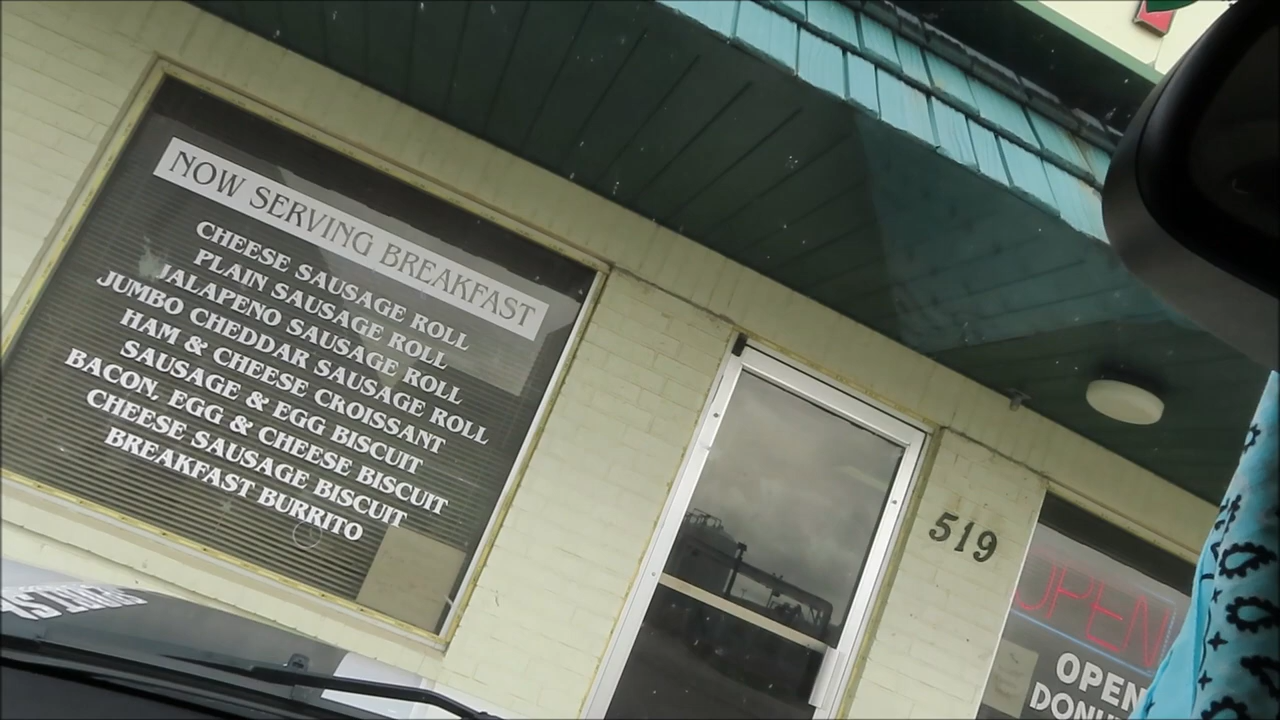 NOW SERVING BREAKFAST
CHEESE SAUSAGE ROLL
PLAIN SAUSAGE ROLL
JALAPENO SAUSAGE ROLL
JUMBO CHEDDAR SAUSAGE ROLL
HAM & CHEESE CROISSANT
SAUSAGE & EGG BISCUIT
BACON, EGG & CHEESE BISCUIT
CHEESE SAUSAGE BISCUIT
BREAKFAST BURRITO
519
OPEN
OPEN